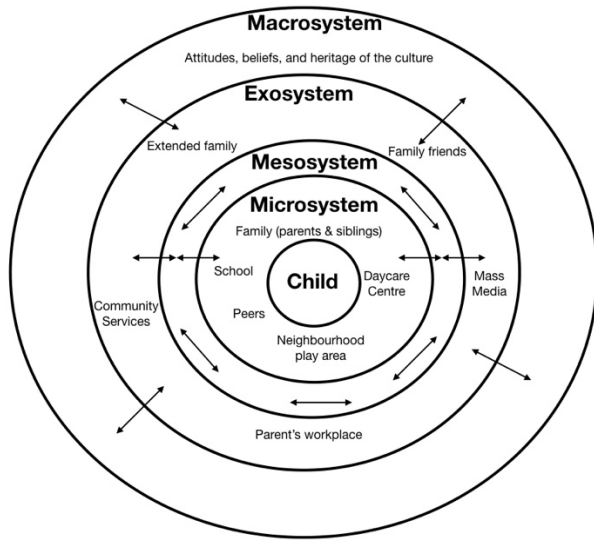 Macrosystem
Attitudes, beliefs, and heritage of the culture
Exosystem
Extended family
Family friends
Mesosystem
Microsystem
Family (parents & siblings)
School
Child
Daycare
Centre
Mass
Media
Community
Services
Peers
Neighbourhood
play area
Parent's workplace